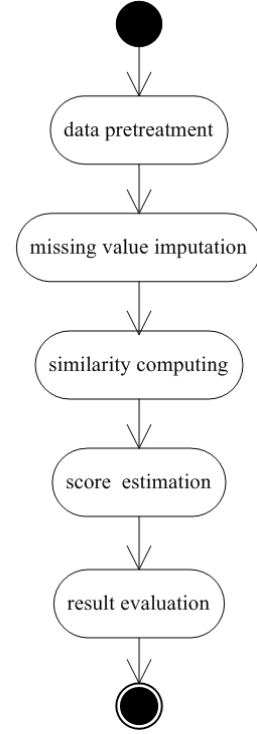 data pretreatment
missing value imputation
similarity computing
score estimation
result evaluation